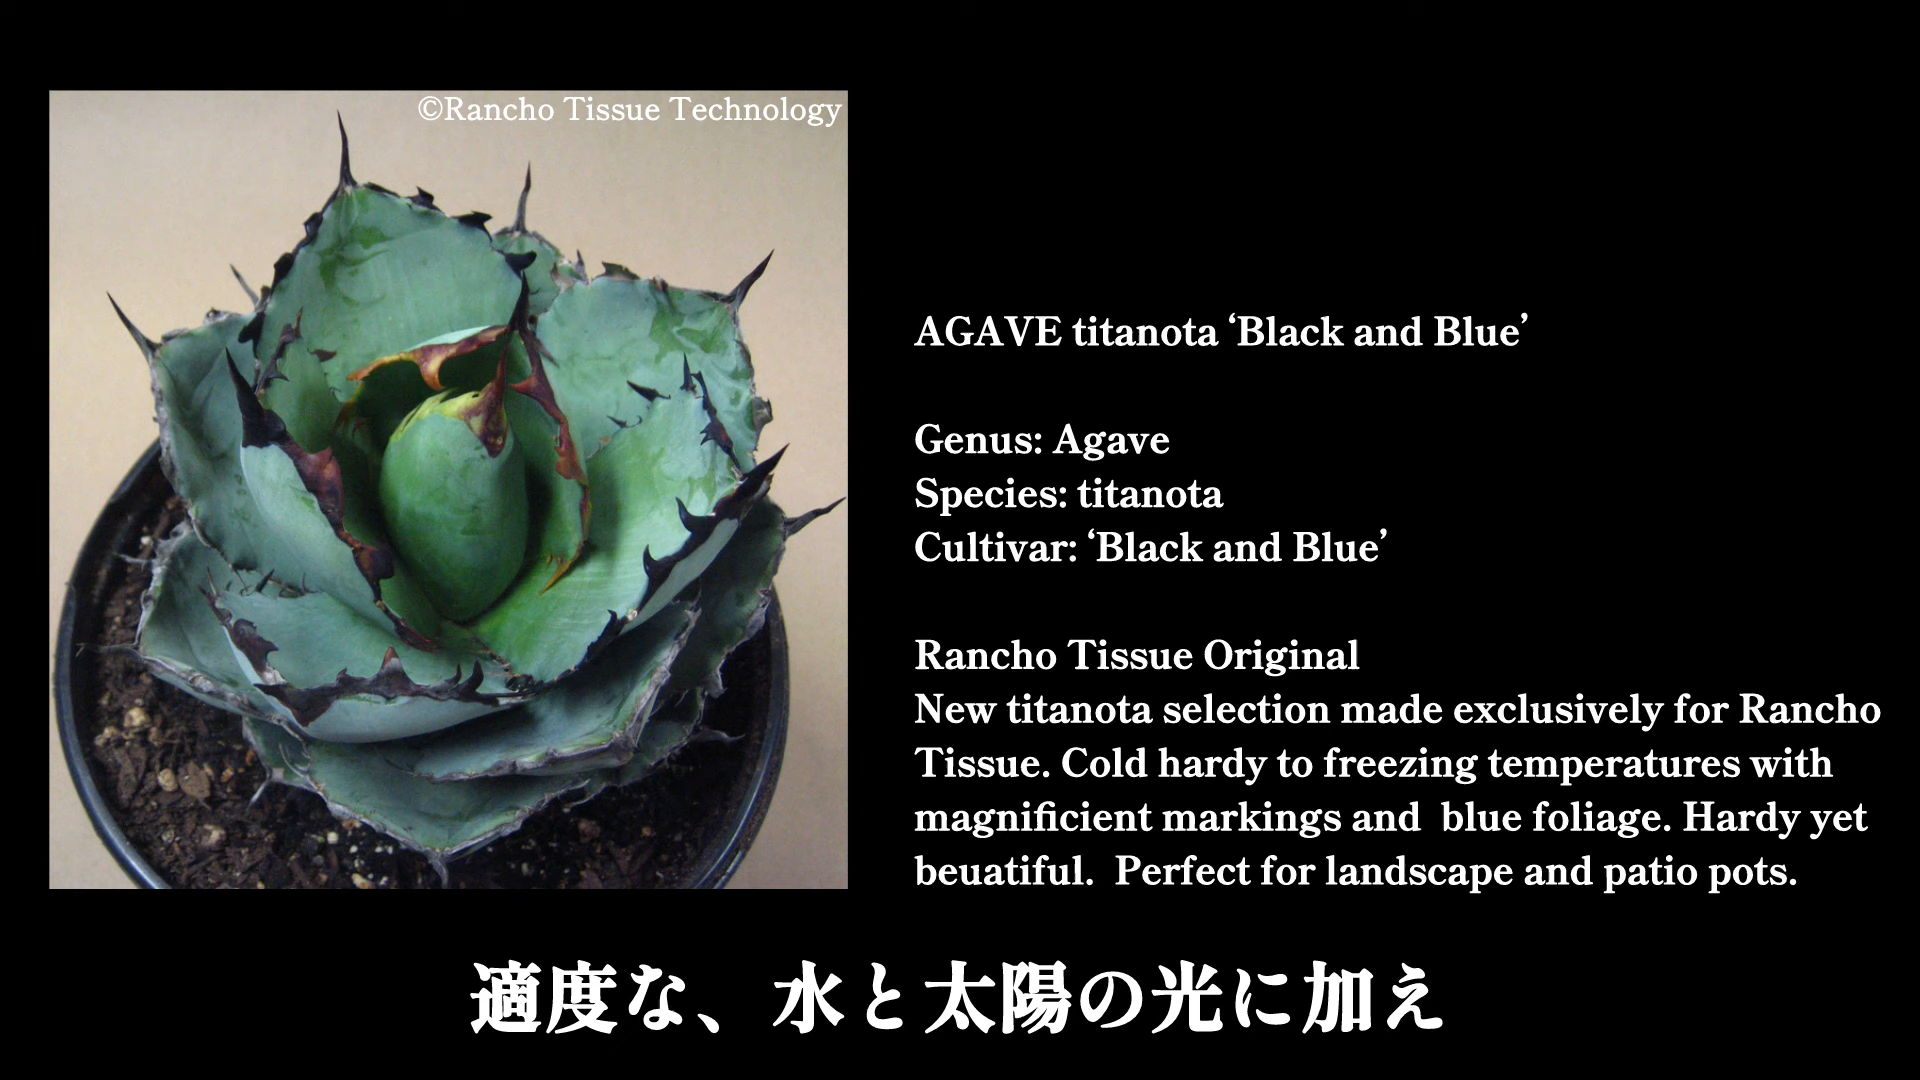 ©Rancho Tissue Technology
AGAVE titanota ‘Black and Blue’
Genus: Agave
Species: titanota
Cultivar: ‘Black and Blue’
Rancho Tissue Original
New titanota selection made exclusively for Rancho
Tissue. Cold hardy to freezing temperatures with
magnificient markings and  blue foliage. Hardy yet
beuatiful.  Perfect for landscape and patio pots.
適度な、水と太陽の光に加え